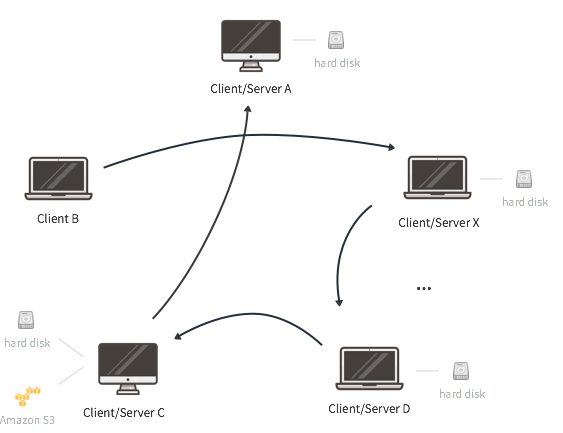 hard disk
Client/Server A
Client B
hard disk
Client/Server X
...
hard disk
Amazon S3
Client/Server C
hard disk
Client/Server D